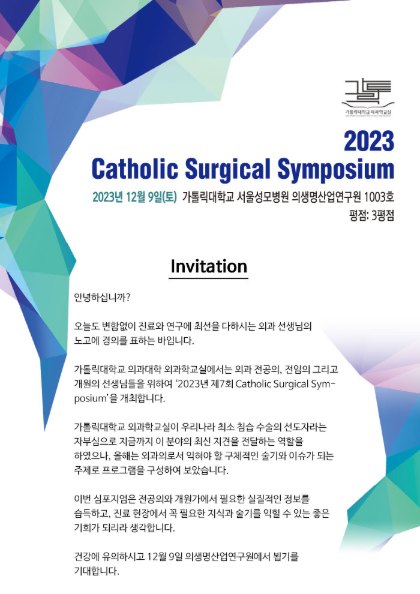 가톨릭대학교 외과학교실
2023
Catholic Surgical Symposium
2023년 12월 9일(토) 가톨릭대학교 서울성모병원 의생명산업연구원 1003호
평점: 3평점
Invitation
안녕하십니까?
오늘도 변함없이 진료와 연구에 최선을 다하시는 외과 선생님의
노고에 경의를 표하는 바입니다.
가톨릭대학교 의과대학 외과학교실에서는 외과 전공의, 전임의 그리고
개원의 선생님들을 위하여 ‘2023년 제7회 Catholic Surgical Sym-
posium’을 개최합니다.
가톨릭대학교 외과학교실이 우리나라 최소 침습 수술의 선도자라는
자부심으로 지금까지 이 분야의 최신 지견을 전달하는 역할을
하였으나, 올해는 외과의로서 익혀야 할 구체적인 술기와 이슈가 되는
주제로 프로그램을 구성하여 보았습니다.
이번 심포지엄은 전공의와 개원가에서 필요한 실질적인 정보를
습득하고, 진료 현장에서 꼭 필요한 지식과 술기를 익힐 수 있는 좋은
기회가 되리라 생각합니다.
건강에 유의하시고 12월 9일 의생명산업연구원에서 뵙기를
기대합니다.